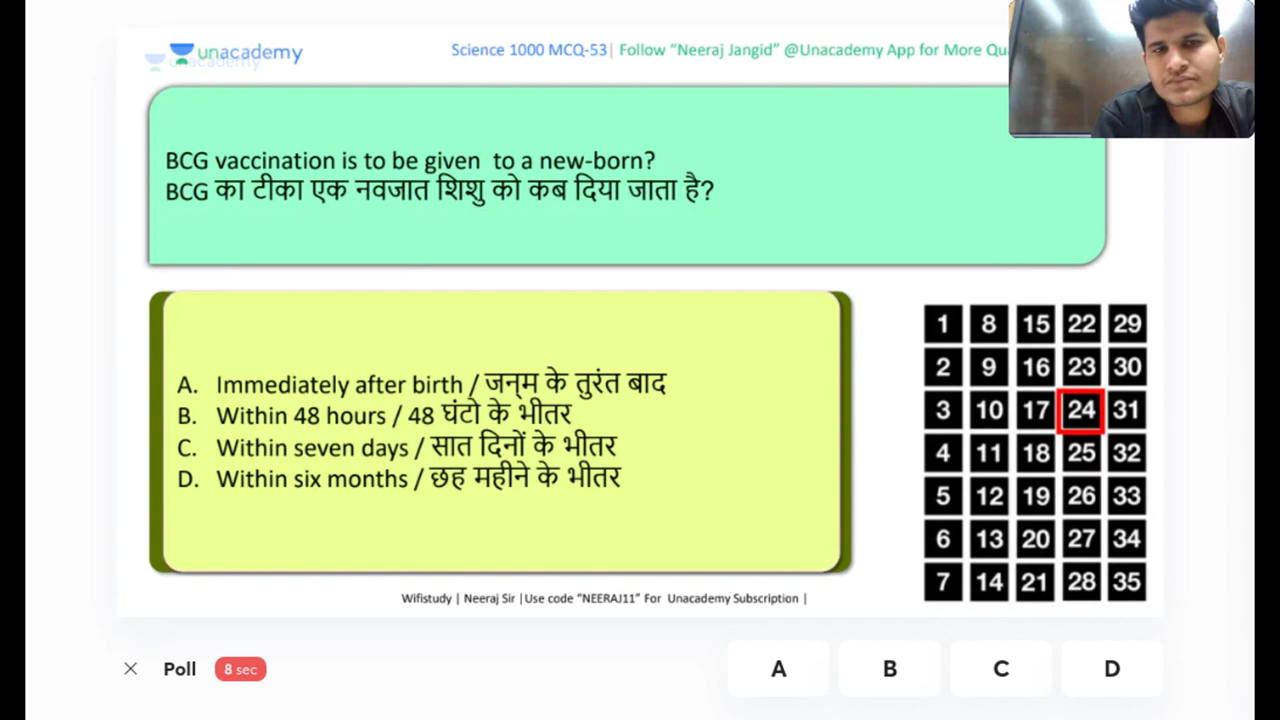 unacademy
Science 1000 MCQ-53| Follow “Neeraj Jangid” @Unacademy App for More
BCG vaccination is to be given to a new-born?
BCG का टीका एक नवजात शिशु को कब दिया जाता है?
A. Immediately after birth / जन्म के तुरंत बाद
B. Within 48 hours / 48 घंटो के भीतर
C. Within seven days / सात दिनों के भीतर
D. Within six months / छह महीने के भीतर
1 8 15 22 29
2 9 16 23 30
3 10 17 24 31
4 11 18 25 32
5 12 19 26 33
6 13 20 27 34
7 14 21 28 35
Wifistudy | Neeraj Sir |Use code “NEERAJ11” For Unacademy Subscription |
Poll 8 sec A B C D